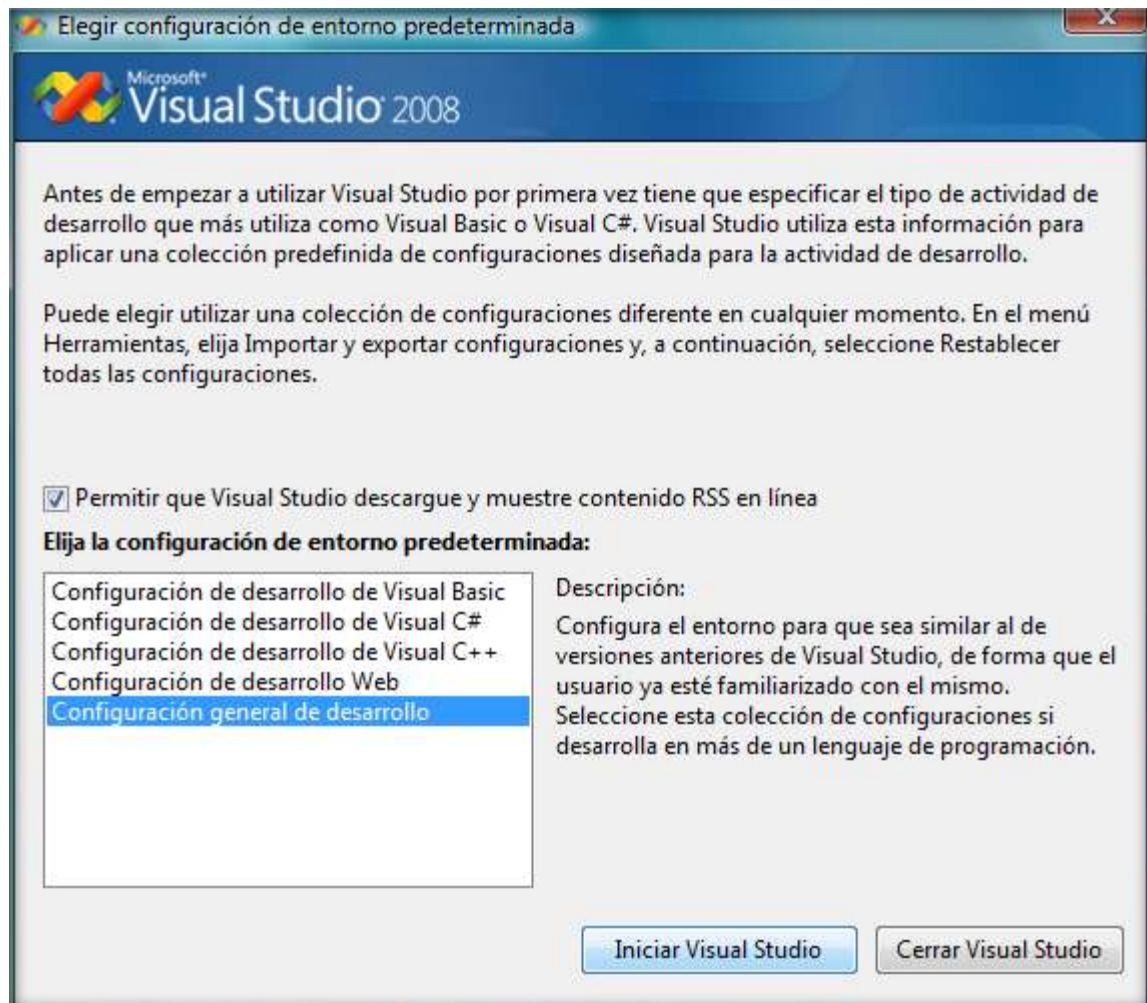 Elegir configuración de entorno predeterminada
Microsoft®
Visual Studio® 2008
Antes de empezar a utilizar Visual Studio por primera vez tiene que especificar el tipo de actividad de
desarrollo que más utiliza como Visual Basic o Visual C#. Visual Studio utiliza esta información para
aplicar una colección predefinida de configuraciones diseñada para la actividad de desarrollo.
Puede elegir utilizar una colección de configuraciones diferente en cualquier momento. En el menú
Herramientas, elija Importar y exportar configuraciones y, a continuación, seleccione Restablecer
todas las configuraciones.
Permitir que Visual Studio descargue y muestre contenido RSS en línea
Elija la configuración de entorno predeterminada:
Configuración de desarrollo de Visual Basic
Configuración de desarrollo de Visual C#
Configuración de desarrollo de Visual C++
Configuración de desarrollo Web
Configuración general de desarrollo
Descripción:
Configura el entorno para que sea similar al de
versiones anteriores de Visual Studio, de forma que el
usuario ya esté familiarizado con el mismo.
Seleccione esta colección de configuraciones si
desarrolla en más de un lenguaje de programación.
Iniciar Visual Studio
Cerrar Visual Studio